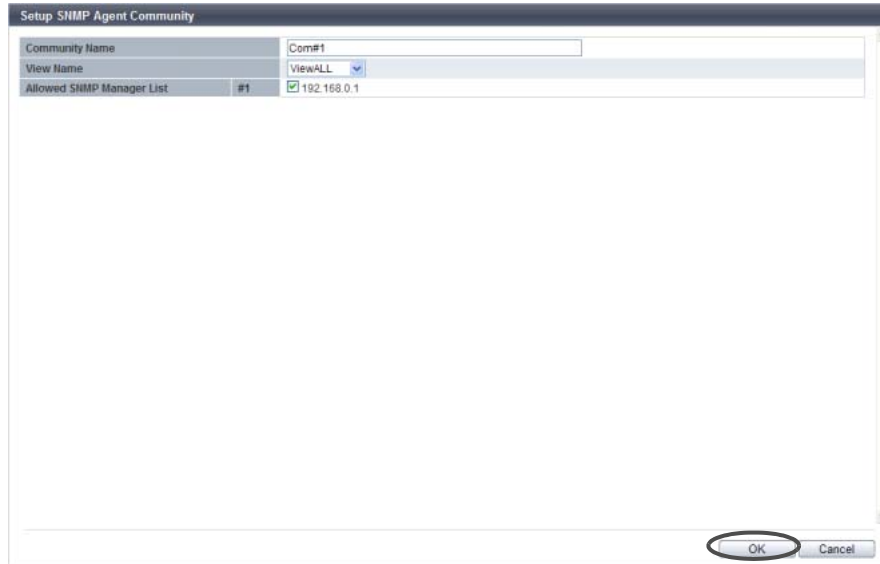 Setup SNMP Agent Community
Community Name Com#1
View Name ViewALL
Allowed SNMP Manager List #1 192.168.0.1
OK Cancel